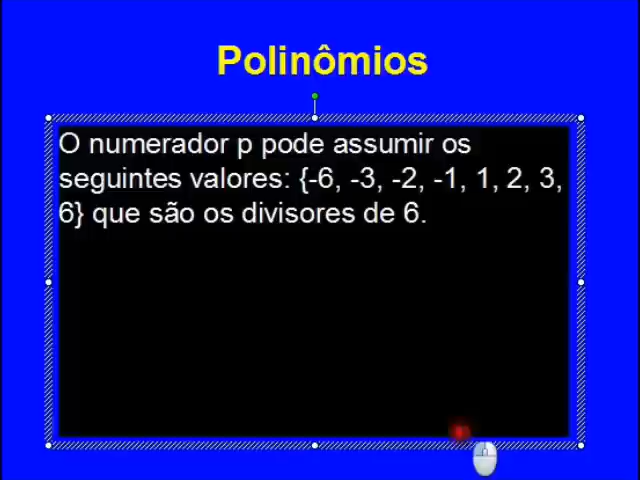 Polinômios
O numerador p pode assumir os
seguintes valores: {-6, -3, -2, -1, 1, 2, 3,
6} que são os divisores de 6.